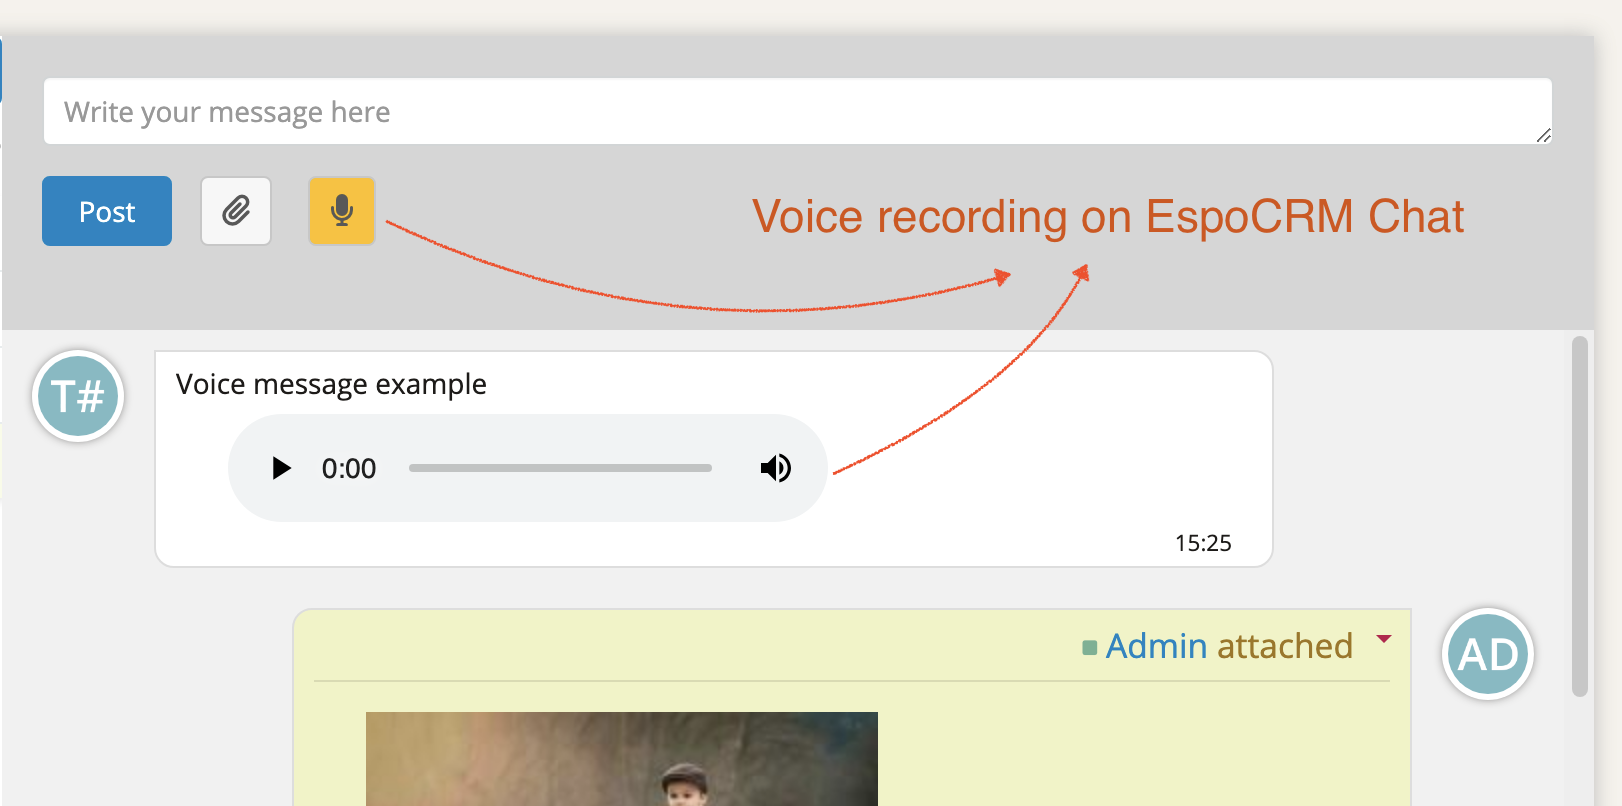 Write your message here
Post
Voice recording on EspoCRM Chat
T#
Voice message example
0:00
15:25
Admin attached
AD